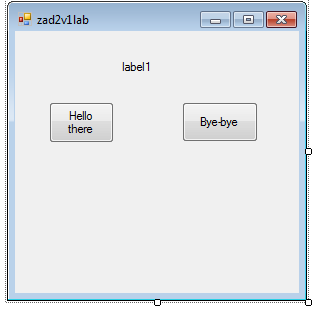 zad2v1lab
label1
Hello
there
Bye-bye